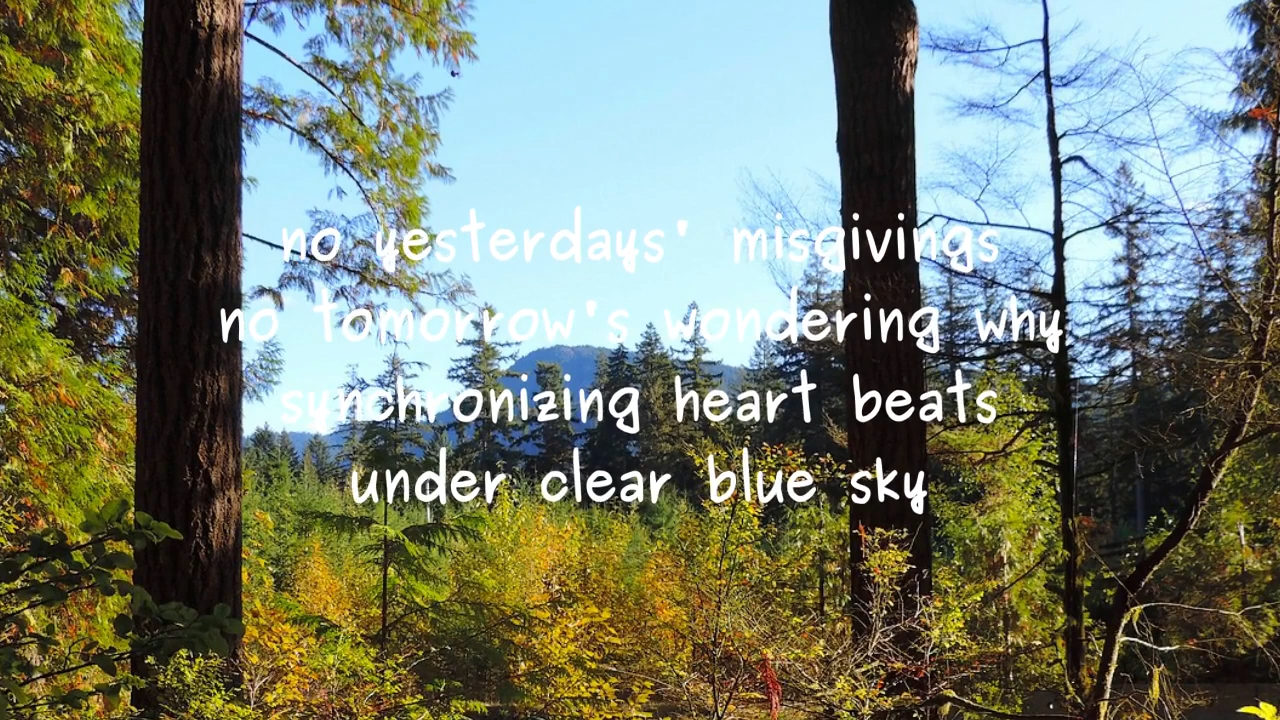 no yesterdays' misgivings
no tomorrow's wondering why
synchronizing heart beats
under clear blue sky